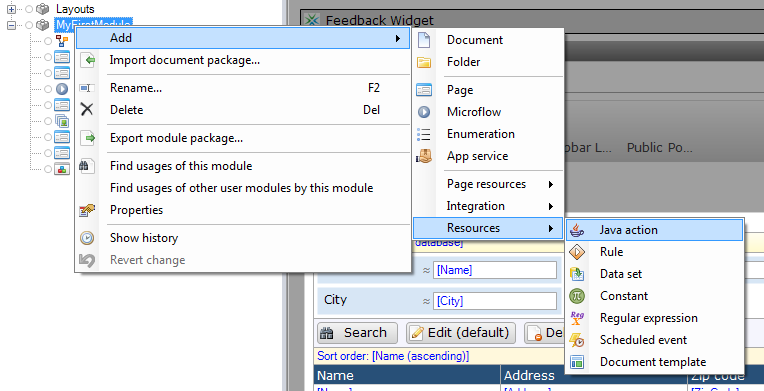 Layouts
MyFirstModule
Feedback Widget
Add
Import document package...
Rename... F2
Delete Del
Export module package...
Find usages of this module
Find usages of other user modules by this module
Properties
Show history
Revert change
Document
Folder
Page
Microflow
Enumeration
App service
Page resources
Integration
Resources
Java action
Rule
Data set
Constant
Regular expression
Scheduled event
Document template
obar L... Public Po...
database]
≈ [Name]
City ≈ [City]
Search Edit (default) De
Sort order: [Name (ascending)]
Name Address Zip code